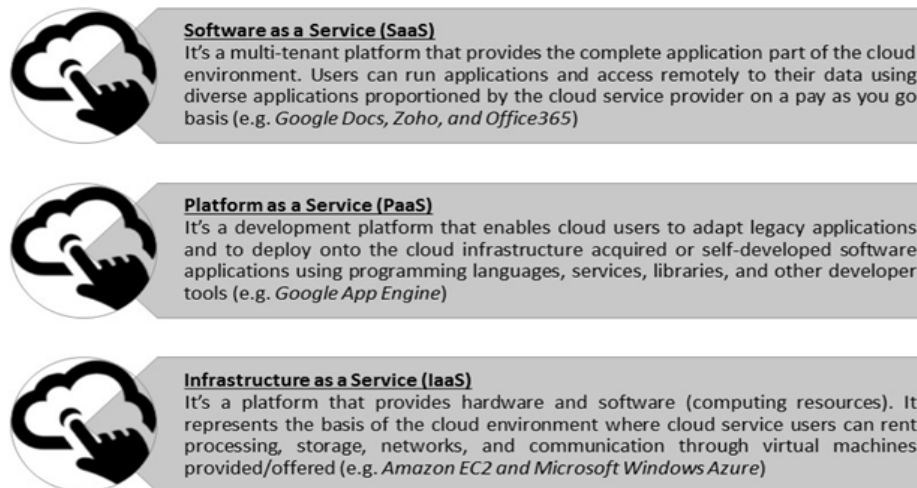 Software as a Service (SaaS)
It's a multi-tenant platform that provides the complete application part of the cloud
environment. Users can run applications and access remotely to their data using
diverse applications proportioned by the cloud service provider on a pay as you go
basis (e.g. Google Docs, Zoho, and Office365)
Platform as a Service (PaaS)
It's a development platform that enables cloud users to adapt legacy applications
and to deploy onto the cloud infrastructure acquired or self-developed software
applications using programming languages, services, libraries, and other developer
tools (e.g. Google App Engine)
Infrastructure as a Service (IaaS)
It's a platform that provides hardware and software (computing resources). It
represents the basis of the cloud environment where cloud service users can rent
processing, storage, networks, and communication through virtual machines
provided/offered (e.g. Amazon EC2 and Microsoft Windows Azure)